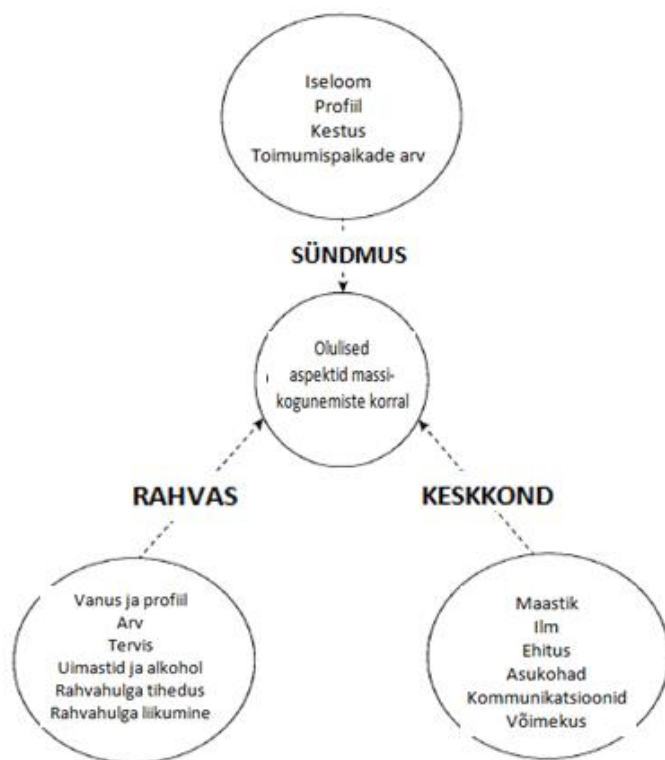 Iseloom
Profiil
Kestus
Toimumispaikade arv
SÜNDMUS
Olulised
aspektid massi-
kogunemiste korral
RAHVAS
KESKKOND
Vanus ja profiil
Arv
Tervis
Uimastid ja alkohol
Rahvahulga tihedus
Rahvahulga liikumine
Maastik
Ilm
Ehitus
Asukohad
Kommunikatsioonid
Võimekus